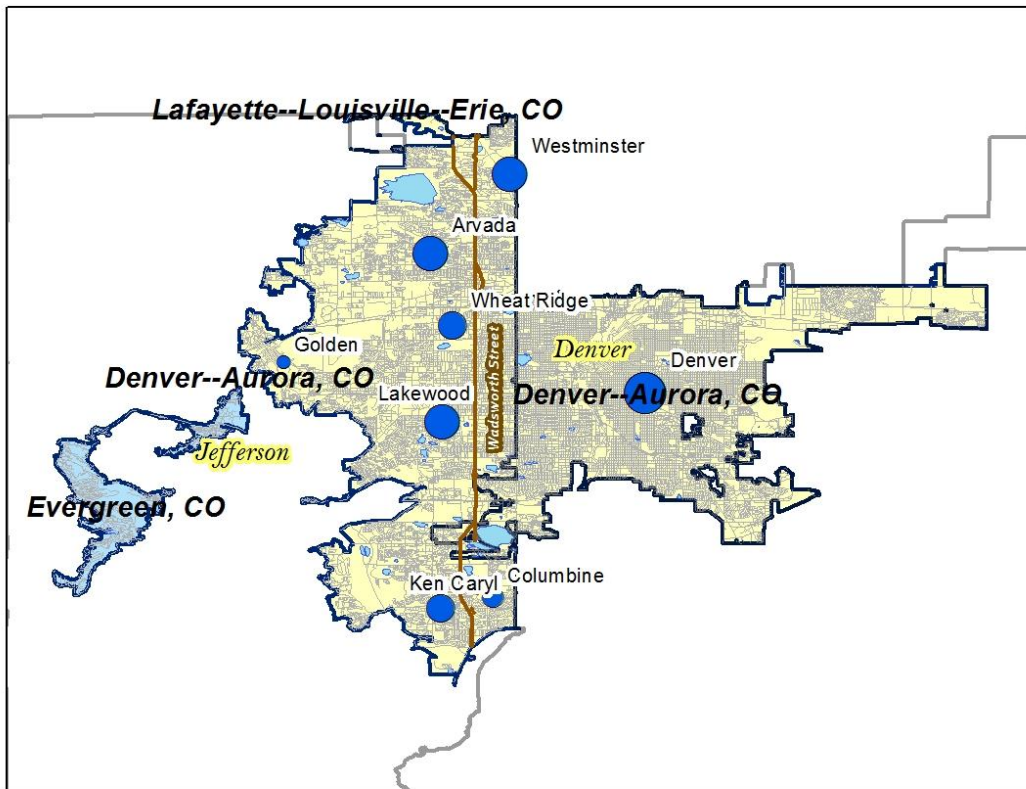 Lafayette--Louisville--Erie, CO
Westminster
Arvada
Wheat Ridge
Golden
Denver
Denver
Denver--Aurora, CO
Lakewood
Denver--Aurora, CO
Wadsworth Street
Jefferson
Evergreen, CO
Columbine
Ken Caryl